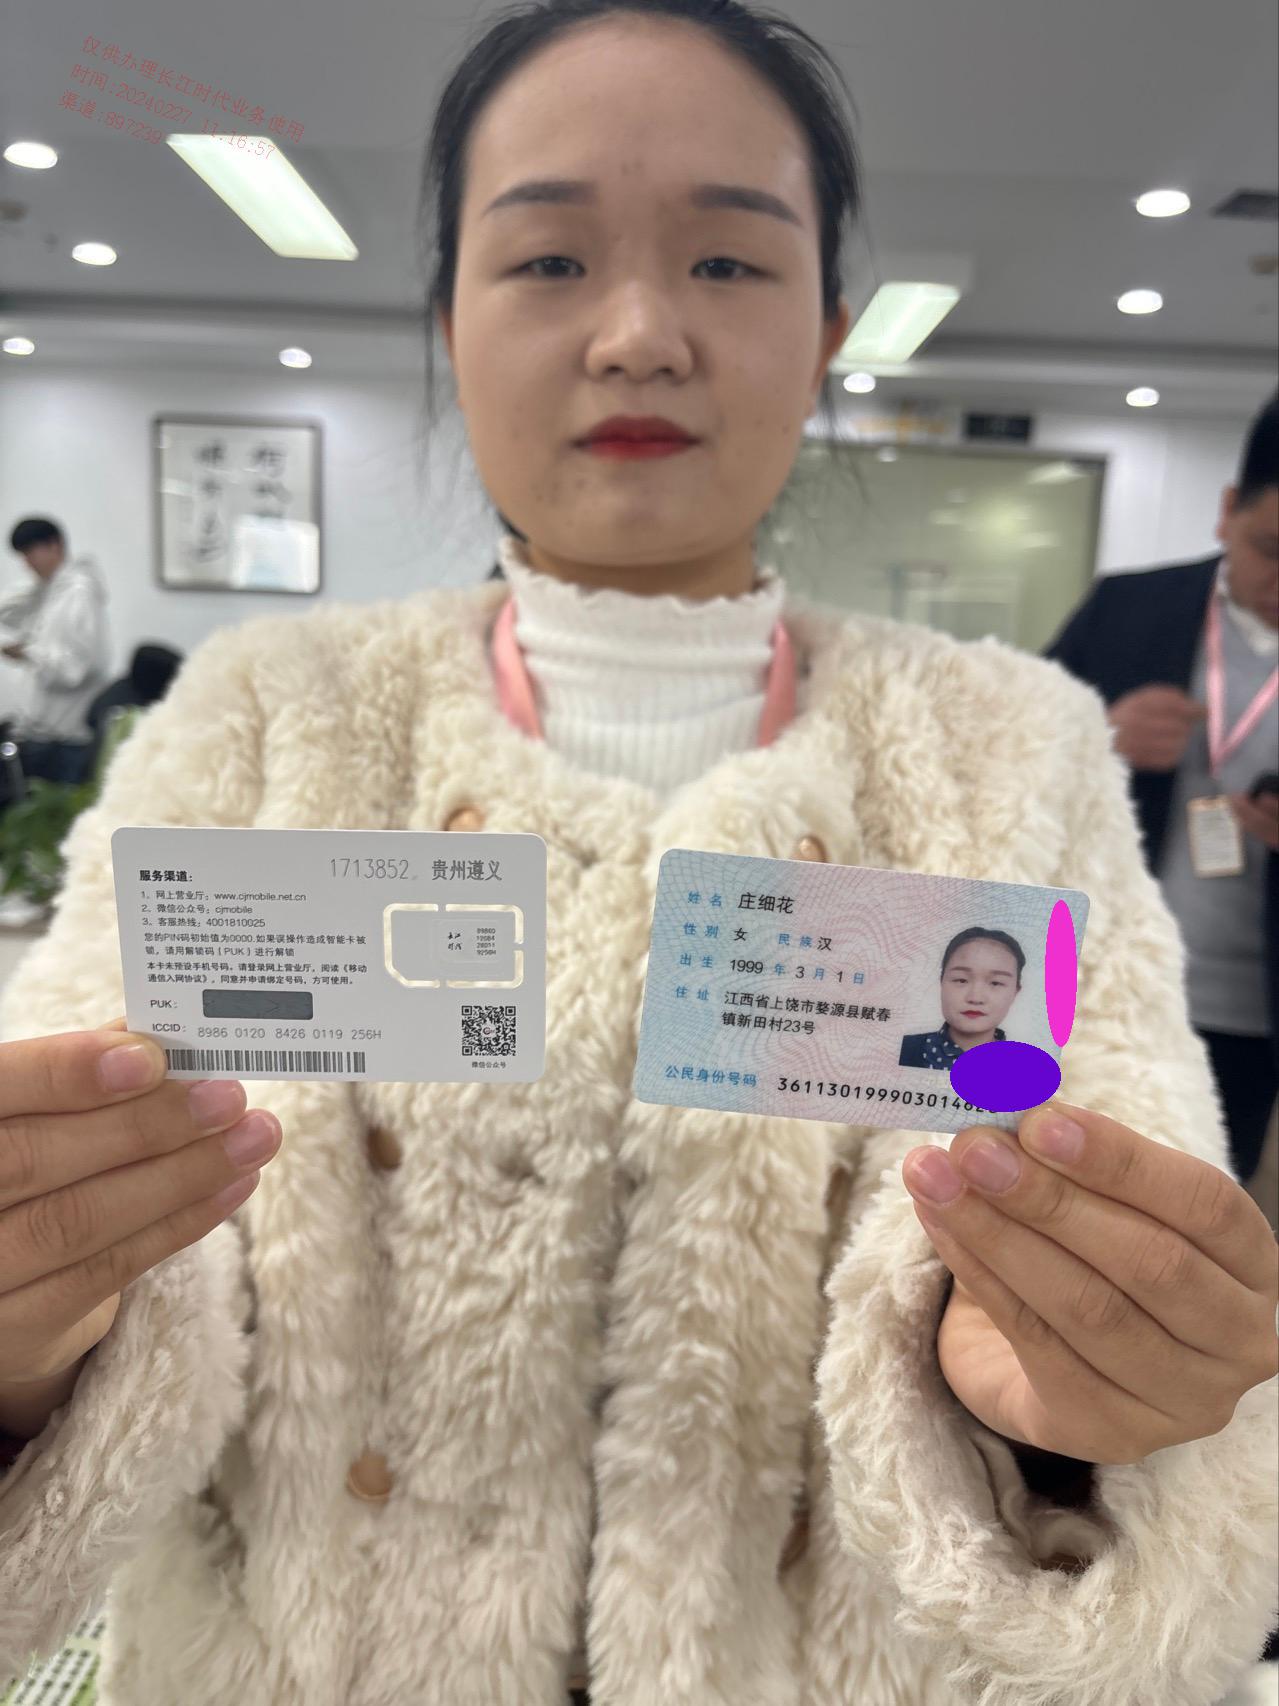 仅供办理长江时代业务使用
时间:20240227 11:16:57
渠道:897239
1713852 贵州遵义
服务渠道：
1、网上营业厅：www.cjmobile.net.cn
2、微信公众号：cjmobile
3、客服热线：4001810025
您的PIN码初始值为0000.如果误操作造成智能卡被
锁，请用解锁码（PUK）进行解锁
本卡未预设手机号码。请登录网上营业厅，阅读《移动
通信入网协议》，同意并申请绑定号码，方可使用。
PUK：
ICCID： 8986 0120 8426 0119 256H
长江
时代
89860
12084
26011
9256H
微信公众号
姓名 庄细花
性别 女 民族 汉
出生 1999 年 3 月 1 日
住址 江西省上饶市婺源县赋春
镇新田村23号
公民身份号码